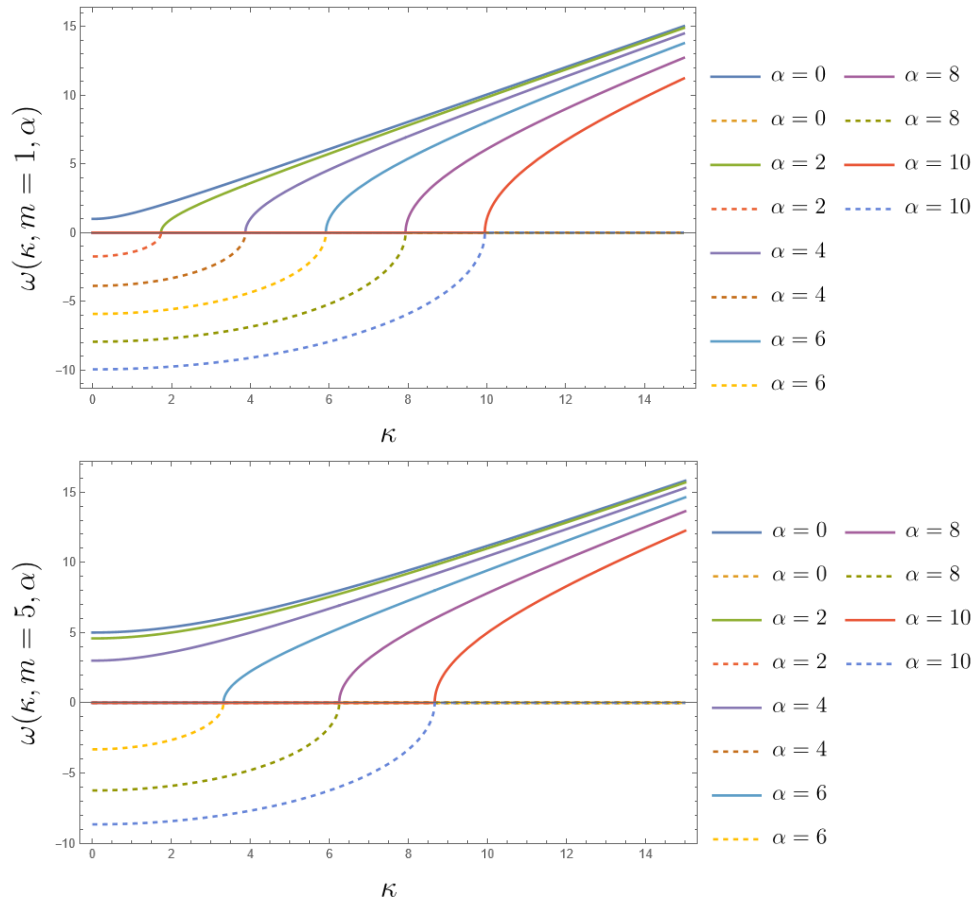 ω(κ, m = 1, α)
15
10
5
0
−5
−10
0 2 4 6 8 10 12 14
κ
α = 0 α = 8
α = 0 α = 8
α = 2 α = 10
α = 2 α = 10
α = 4
α = 4
α = 6
α = 6
ω(κ, m = 5, α)
15
10
5
0
−5
−10
0 2 4 6 8 10 12 14
κ
α = 0 α = 8
α = 0 α = 8
α = 2 α = 10
α = 2 α = 10
α = 4
α = 4
α = 6
α = 6